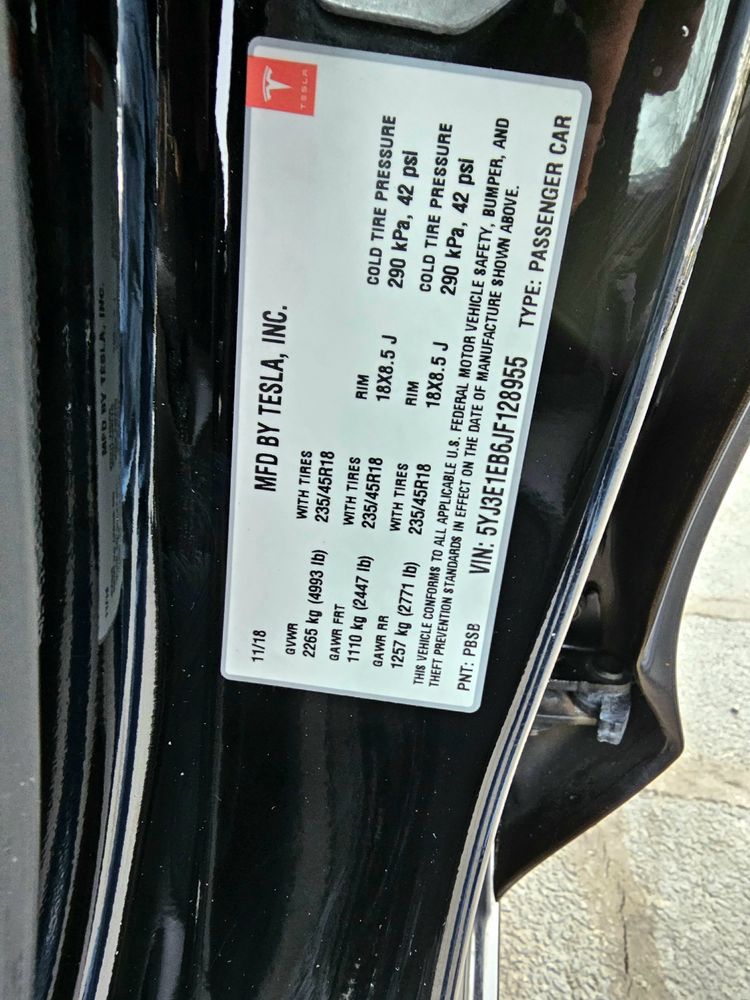 TESLA
MFD BY TESLA, INC.
11/18
GVWR
2265 kg (4993 lb)
WITH TIRES
235/45R18
GAWR FRT
1110 kg (2447 lb)
WITH TIRES
235/45R18
RIM
18X8.5 J
COLD TIRE PRESSURE
290 kPa, 42 psi
GAWR RR
1257 kg (2771 lb)
WITH TIRES
235/45R18
RIM
18X8.5 J
COLD TIRE PRESSURE
290 kPa, 42 psi
THIS VEHICLE CONFORMS TO ALL APPLICABLE U.S. FEDERAL MOTOR VEHICLE SAFETY, BUMPER, AND
THEFT PREVENTION STANDARDS IN EFFECT ON THE DATE OF MANUFACTURE SHOWN ABOVE.
PNT: PBSB VIN: 5YJ3E1EB6JF128955 TYPE: PASSENGER CAR